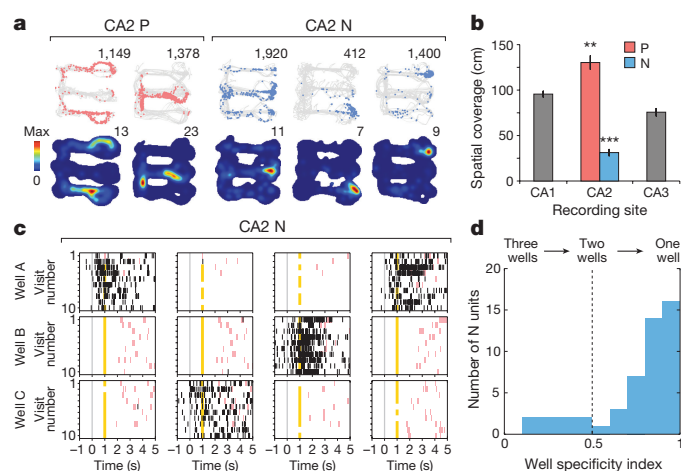 a
CA2 P
CA2 N
1,149
1,378
1,920
412
1,400
Max
0
13
23
11
7
9
b
P
N
Spatial coverage (cm)
150
100
50
0
**
***
CA1
CA2
CA3
Recording site
c
CA2 N
Well A
Visit
number
1
10
Well B
Visit
number
1
10
Well C
Visit
number
1
10
−1 0 1 2 3 4 5
−1 0 1 2 3 4 5
−1 0 1 2 3 4 5
−1 0 1 2 3 4 5
Time (s)
Time (s)
Time (s)
Time (s)
d
Three
wells
Two
wells
One
well
Number of N units
20
15
10
5
0
0
0.5
1
Well specificity index